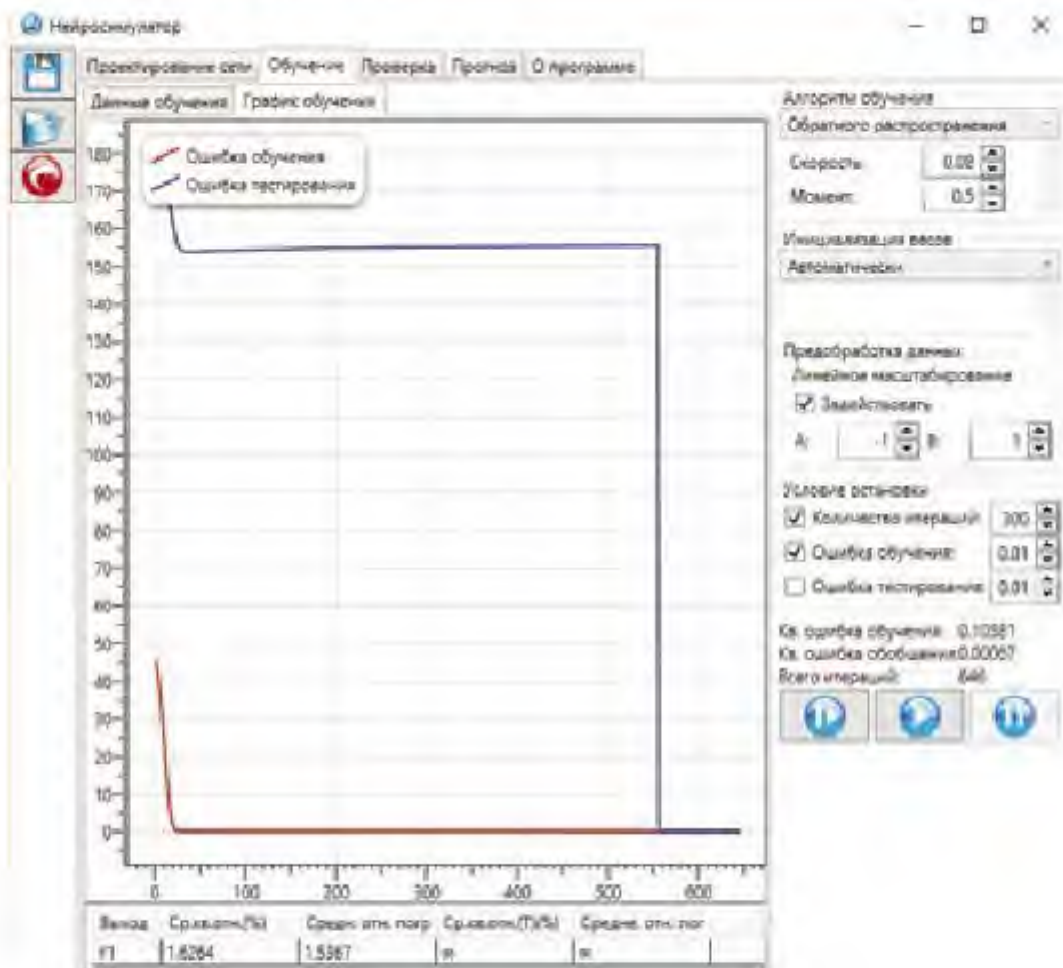 Нейросимулятор
Проектирование сети Обучение Проверка Прогноз О программе
Данные обучения График обучения
Ошибка обучения
Ошибка тестирования
180
170
160
150
140
130
120
110
100
90
80
70
60
50
40
30
20
10
0
0 100 200 300 400 500 600
Выход Ср.кв.отн.(%) Средн. отн. погр Ср.кв.отн.(T)(%) Средне. отн. пог
Y1 1.6264 1.5367 ∞ ∞
Алгоритм обучения
Обратного распространения
Скорость: 0.02
Момент: 0.5
Инициализация весов
Автоматически
Предобработка данных
Линейное масштабирование
Задействовать
A: -1 B: 1
Условие остановки
Количество итераций: 300
Ошибка обучения: 0.01
Ошибка тестирования: 0.01
Кв. ошибка обучения:
Кв. ошибка обобщения: 0.00067
Всего итераций: 646